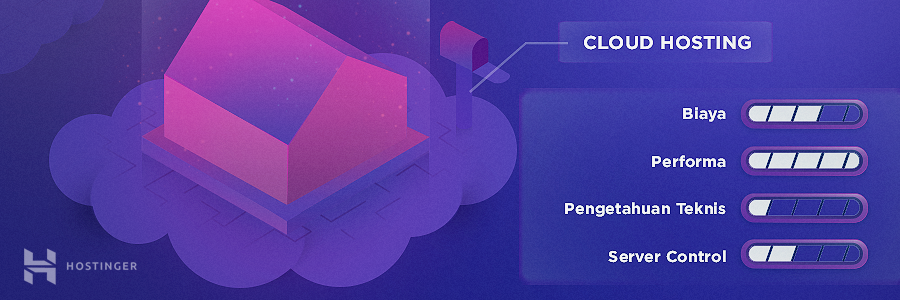 CLOUD HOSTING
Biaya
Performa
Pengetahuan Teknis
Server Control
HOSTINGER